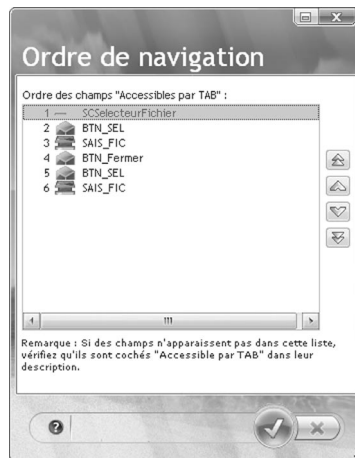 Ordre de navigation
Ordre des champs "Accessibles par TAB" :
1 SCSelecteurFichier
2 BTN_SEL
3 SAIS_FIC
4 BTN_Fermer
5 BTN_SEL
6 SAIS_FIC
Remarque : Si des champs n'apparaissent pas dans cette liste,
vérifiez qu'ils sont cochés "Accessible par TAB" dans leur
description.
?